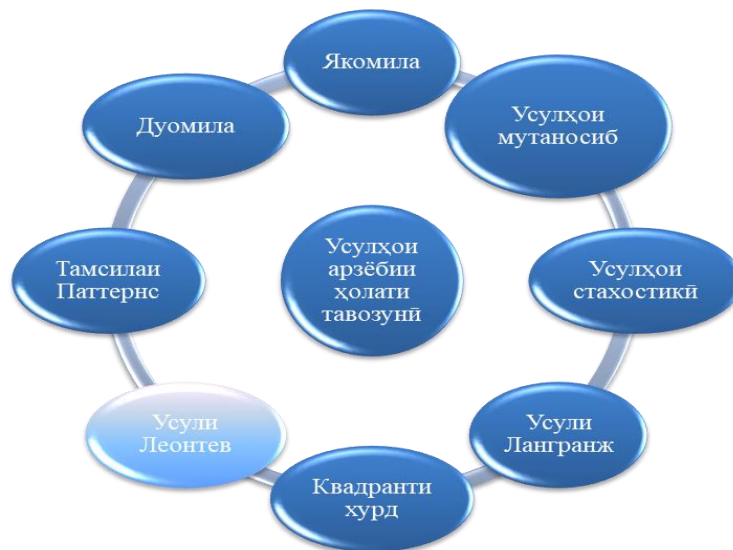 Якомила
Усулҳои
мутаносиб
Усулҳои
стахостикӣ
Усули
Лангранж
Квадранти
хурд
Усули
Леонтев
Тамсилаи
Паттернс
Дуомила
Усулҳои
арзёбии
ҳолати
тавозунӣ